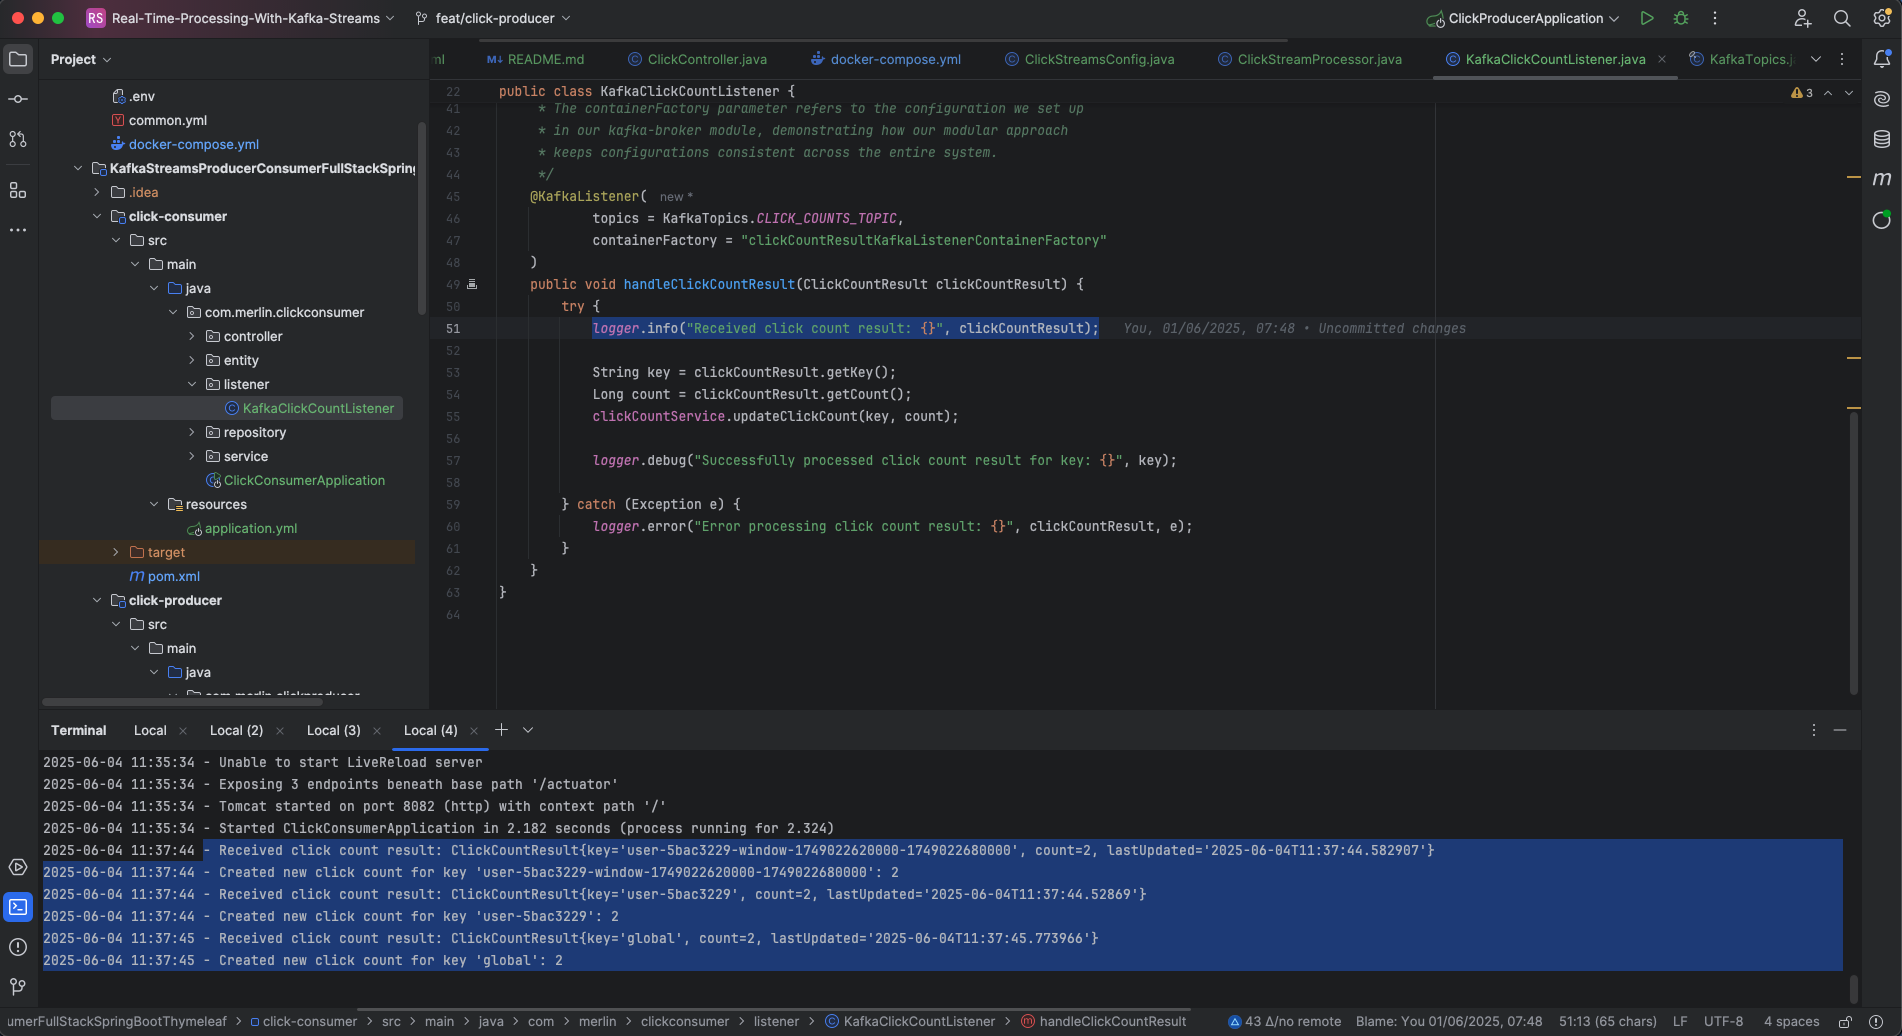 RS Real-Time-Processing-With-Kafka-Streams feat/click-producer ClickProducerApplication
Project
ml README.md ClickController.java docker-compose.yml ClickStreamsConfig.java ClickStreamProcessor.java KafkaClickCountListener.java KafkaTopics.j
.env
common.yml
docker-compose.yml
KafkaStreamsProducerConsumerFullStackSpring
.idea
click-consumer
src
main
java
com.merlin.clickconsumer
controller
entity
listener
KafkaClickCountListener
repository
service
ClickConsumerApplication
resources
application.yml
target
m pom.xml
click-producer
src
main
java
com.merlin.clickproducer
22 public class KafkaClickCountListener {
3
41 * The containerFactory parameter refers to the configuration we set up
42 * in our kafka-broker module, demonstrating how our modular approach
43 * keeps configurations consistent across the entire system.
44 */
45 @KafkaListener( new *
46 topics = KafkaTopics.CLICK_COUNTS_TOPIC,
47 containerFactory = "clickCountResultKafkaListenerContainerFactory"
48 )
49 public void handleClickCountResult(ClickCountResult clickCountResult) {
50 try {
51 logger.info("Received click count result: {}", clickCountResult); You, 01/06/2025, 07:48 • Uncommitted changes
52
53 String key = clickCountResult.getKey();
54 Long count = clickCountResult.getCount();
55 clickCountService.updateClickCount(key, count);
56
57 logger.debug("Successfully processed click count result for key: {}", key);
58
59 } catch (Exception e) {
60 logger.error("Error processing click count result: {}", clickCountResult, e);
61 }
62 }
63 }
64
Terminal Local Local (2) Local (3) Local (4)
2025-06-04 11:35:34 - Unable to start LiveReload server
2025-06-04 11:35:34 - Exposing 3 endpoints beneath base path '/actuator'
2025-06-04 11:35:34 - Tomcat started on port 8082 (http) with context path '/'
2025-06-04 11:35:34 - Started ClickConsumerApplication in 2.182 seconds (process running for 2.324)
2025-06-04 11:37:44 - Received click count result: ClickCountResult{key='user-5bac3229-window-1749022620000-1749022680000', count=2, lastUpdated='2025-06-04T11:37:44.582907'}
2025-06-04 11:37:44 - Created new click count for key 'user-5bac3229-window-1749022620000-1749022680000': 2
2025-06-04 11:37:44 - Received click count result: ClickCountResult{key='user-5bac3229', count=2, lastUpdated='2025-06-04T11:37:44.52869'}
2025-06-04 11:37:44 - Created new click count for key 'user-5bac3229': 2
2025-06-04 11:37:45 - Received click count result: ClickCountResult{key='global', count=2, lastUpdated='2025-06-04T11:37:45.773966'}
2025-06-04 11:37:45 - Created new click count for key 'global': 2
umerFullStackSpringBootThymeleaf > click-consumer > src > main > java > com > merlin > clickconsumer > listener > KafkaClickCountListener > handleClickCountResult 43 Δ/no remote Blame: You 01/06/2025, 07:48 51:13 (65 chars) LF UTF-8 4 spaces